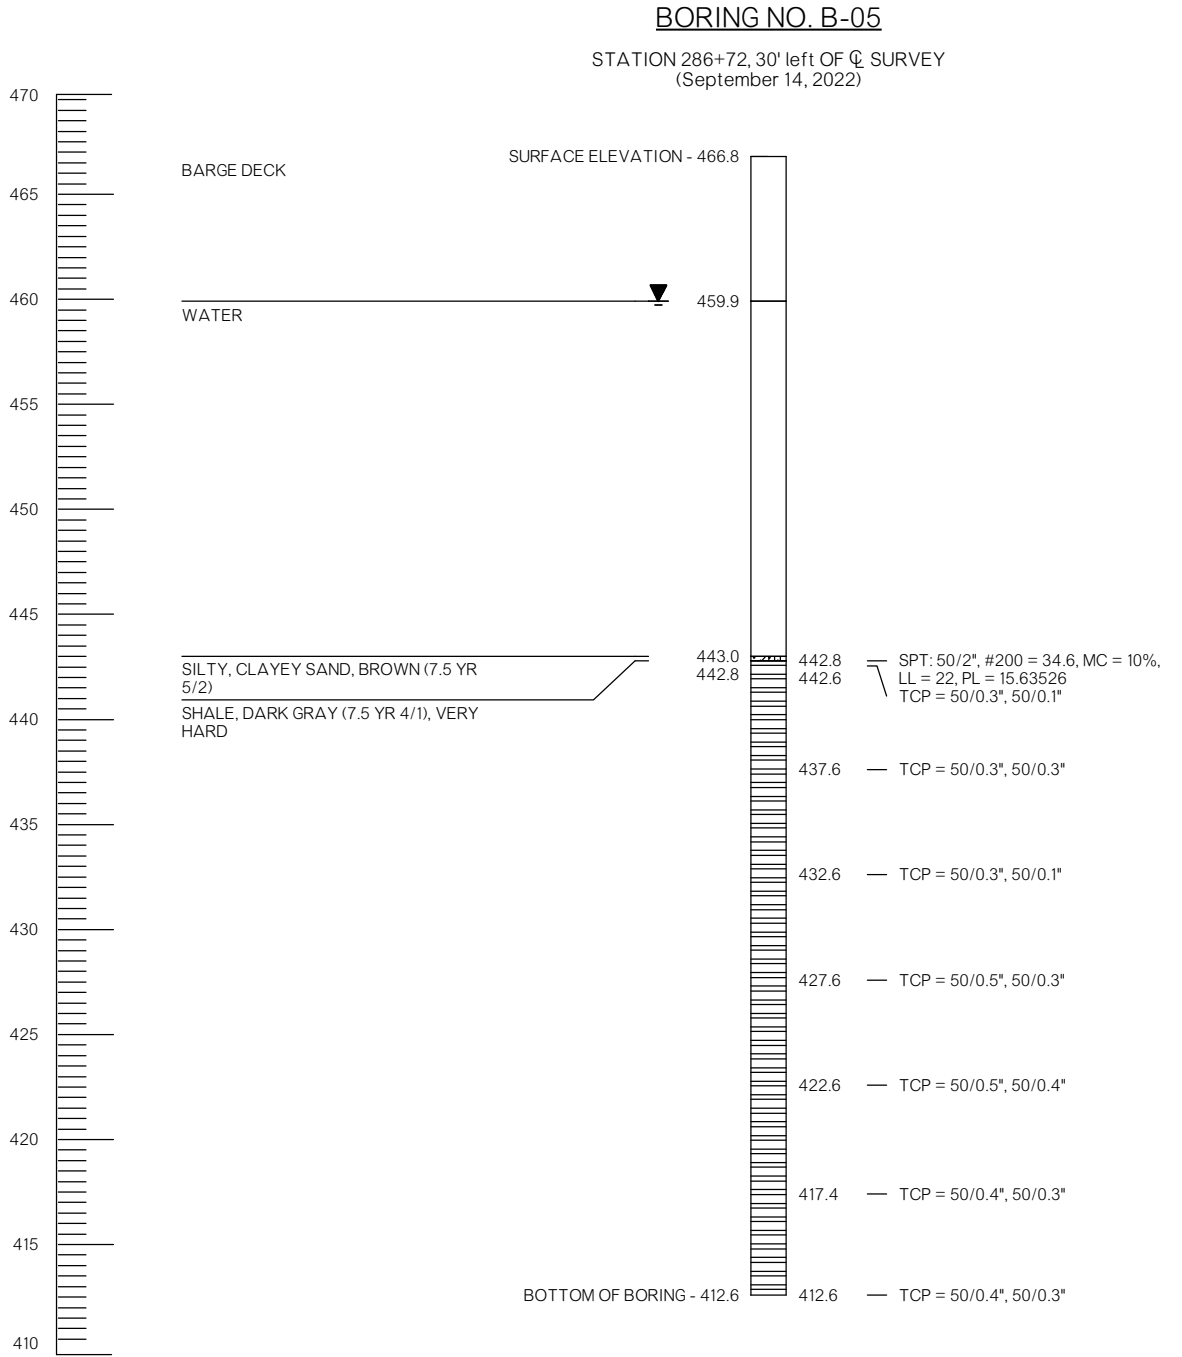 BORING NO. B-05
STATION 286+72, 30' left OF ℄ SURVEY
(September 14, 2022)
470
SURFACE ELEVATION - 466.8
BARGE DECK
465
460
459.9
WATER
455
450
445
443.0
442.8
SPT: 50/2", #200 = 34.6, MC = 10%,
SILTY, CLAYEY SAND, BROWN (7.5 YR
5/2)
442.8
442.6
LL = 22, PL = 15.63526
TCP = 50/0.3", 50/0.1"
SHALE, DARK GRAY (7.5 YR 4/1), VERY
HARD
440
437.6
TCP = 50/0.3", 50/0.3"
435
432.6
TCP = 50/0.3", 50/0.1"
430
427.6
TCP = 50/0.5", 50/0.3"
425
422.6
TCP = 50/0.5", 50/0.4"
420
417.4
TCP = 50/0.4", 50/0.3"
415
BOTTOM OF BORING - 412.6
412.6
TCP = 50/0.4", 50/0.3"
410